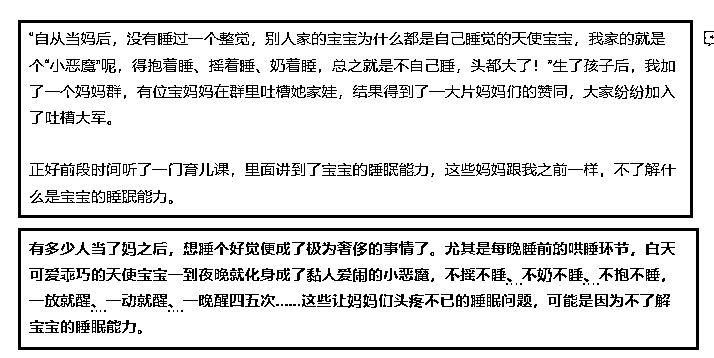 “自从当妈后，没有睡过一个整觉，别人家的宝宝为什么都是自己睡觉的天使宝宝，我家的就是
个“小恶魔”呢，得抱着睡、摇着睡、奶着睡，总之就是不自己睡，头都大了！”生了孩子后，我加
了一个妈妈群，有位宝妈妈在群里吐槽她家娃，结果得到了一大片妈妈们的赞同，大家纷纷加入
了吐槽大军。
正好前段时间听了一门育儿课，里面讲到了宝宝的睡眠能力，这些妈妈跟我之前一样，不了解什
么是宝宝的睡眠能力。
有多少人当了妈之后，想睡个好觉便成了极为奢侈的事情了。尤其是每晚睡前的哄睡环节，白天
可爱乖巧的天使宝宝一到夜晚就化身成了黏人爱闹的小恶魔，不摇不睡、不奶不睡、不抱不睡，
一放就醒、一动就醒、一晚醒四五次......这些让妈妈们头疼不已的睡眠问题，可能是因为不了解
宝宝的睡眠能力。